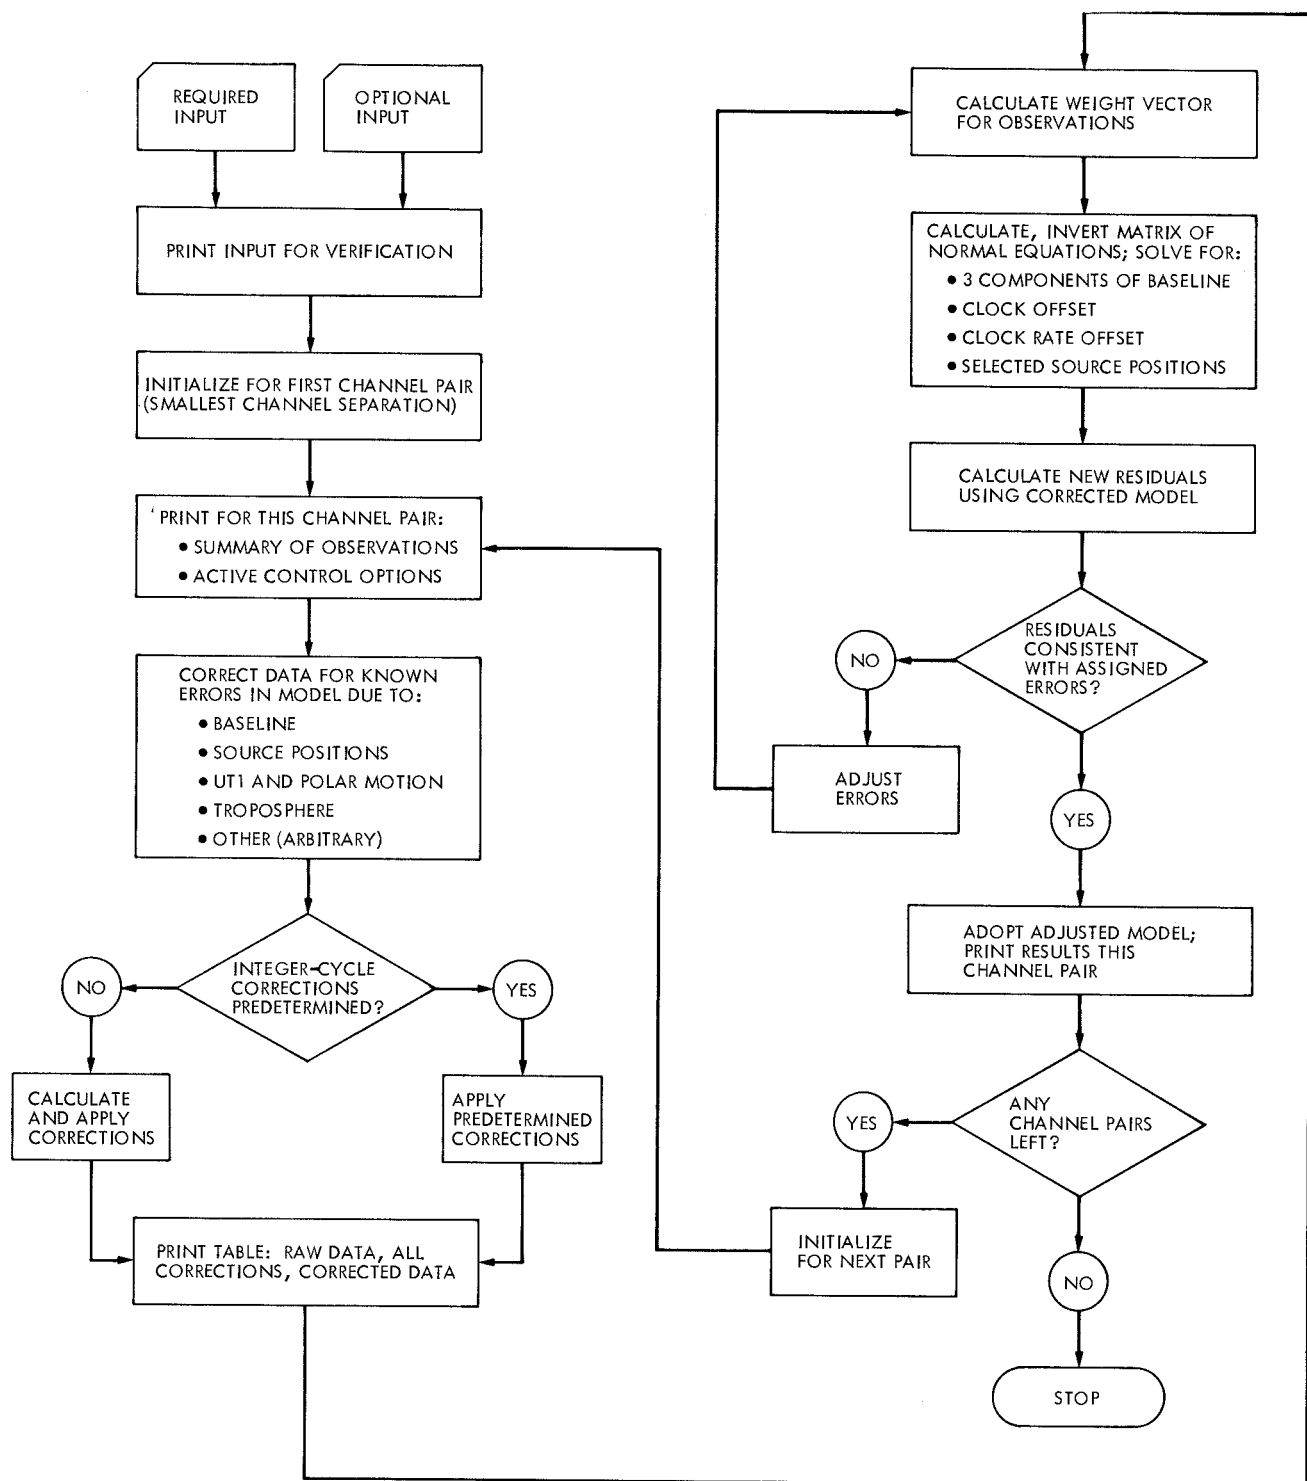 REQUIRED
INPUT
OPTIONAL
INPUT
PRINT INPUT FOR VERIFICATION
INITIALIZE FOR FIRST CHANNEL PAIR
(SMALLEST CHANNEL SEPARATION)
PRINT FOR THIS CHANNEL PAIR:
• SUMMARY OF OBSERVATIONS
• ACTIVE CONTROL OPTIONS
CORRECT DATA FOR KNOWN
ERRORS IN MODEL DUE TO:
• BASELINE
• SOURCE POSITIONS
• UT1 AND POLAR MOTION
• TROPOSPHERE
• OTHER (ARBITRARY)
INTEGER-CYCLE
CORRECTIONS
PREDETERMINED?
NO
YES
CALCULATE
AND APPLY
CORRECTIONS
APPLY
PREDETERMINED
CORRECTIONS
PRINT TABLE: RAW DATA, ALL
CORRECTIONS, CORRECTED DATA
CALCULATE WEIGHT VECTOR
FOR OBSERVATIONS
CALCULATE, INVERT MATRIX OF
NORMAL EQUATIONS; SOLVE FOR:
• 3 COMPONENTS OF BASELINE
• CLOCK OFFSET
• CLOCK RATE OFFSET
• SELECTED SOURCE POSITIONS
CALCULATE NEW RESIDUALS
USING CORRECTED MODEL
RESIDUALS
CONSISTENT
WITH ASSIGNED
ERRORS?
NO
ADJUST
ERRORS
YES
ADOPT ADJUSTED MODEL;
PRINT RESULTS THIS
CHANNEL PAIR
ANY
CHANNEL PAIRS
LEFT?
YES
INITIALIZE
FOR NEXT PAIR
NO
STOP